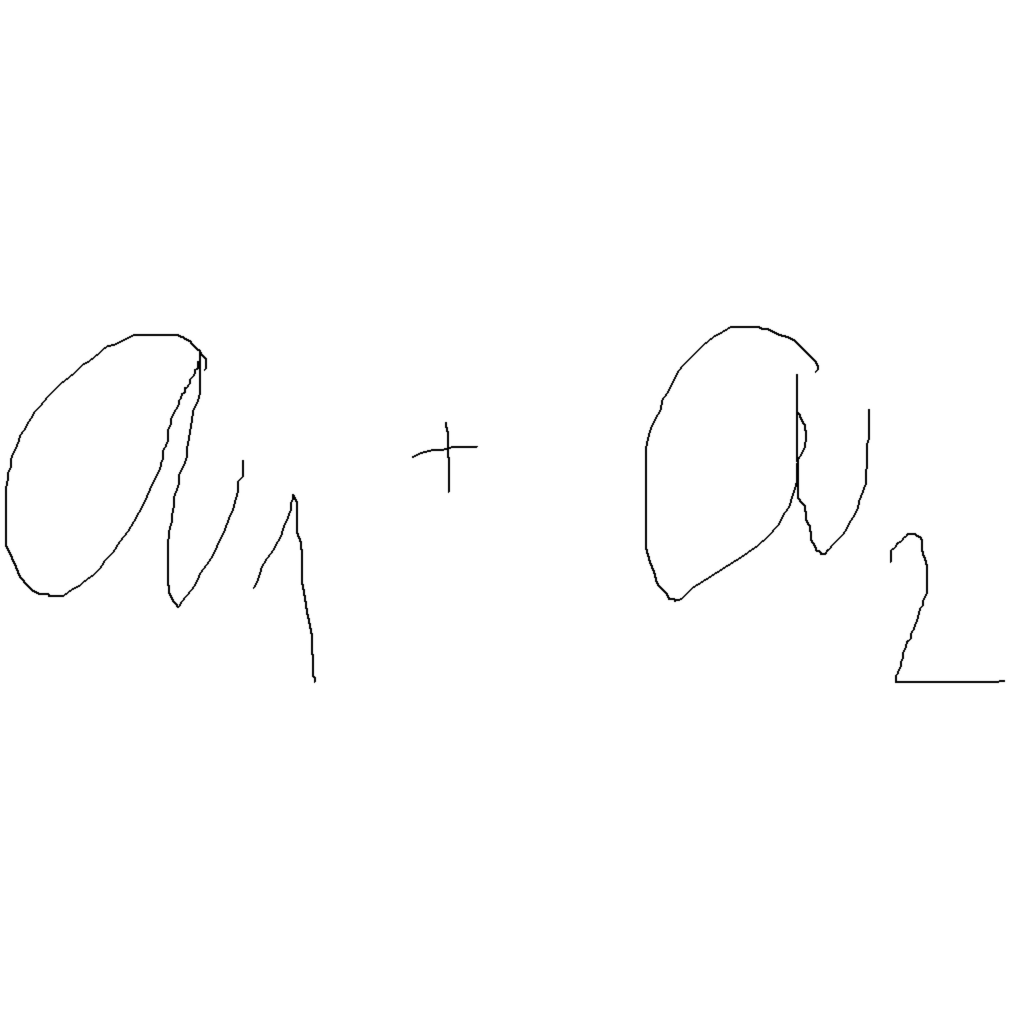 a₁ + a₂